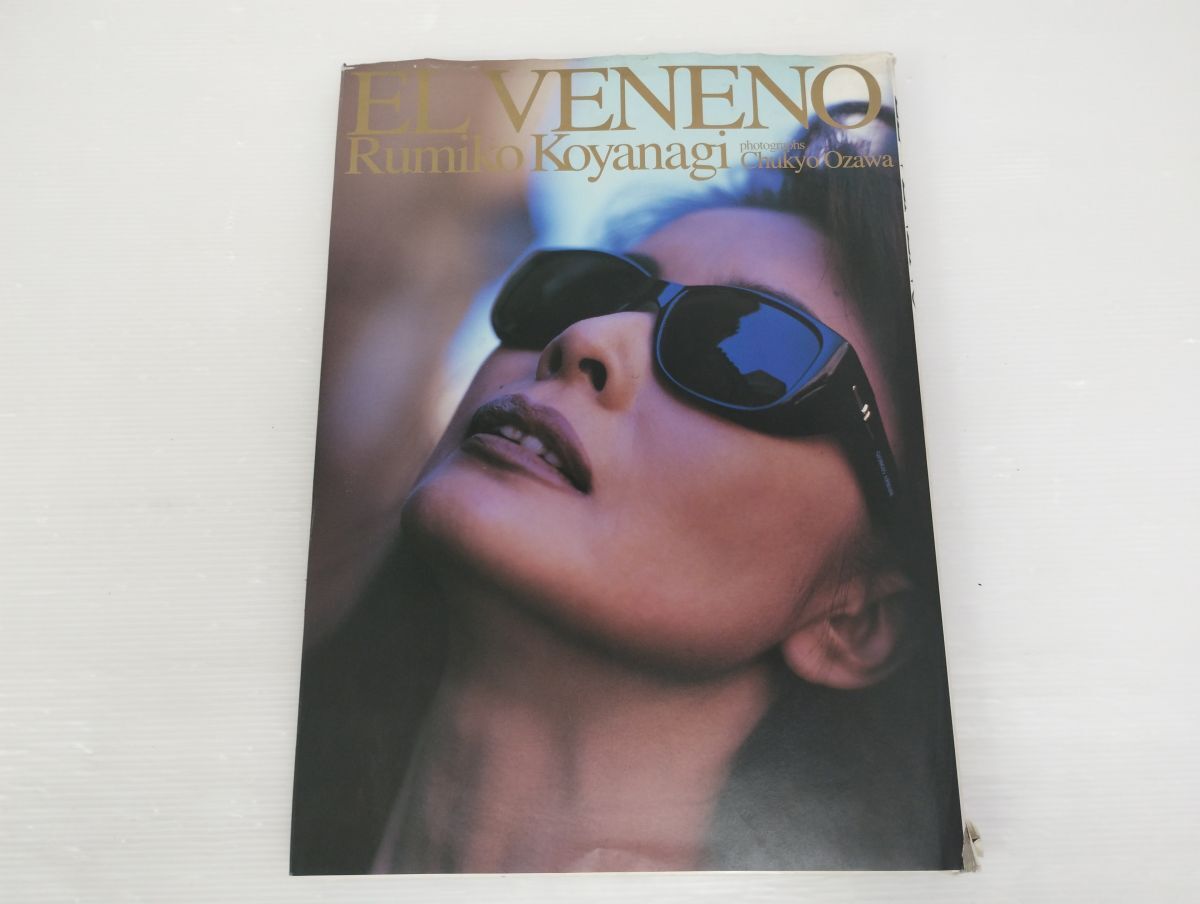 EL VENENO
Rumiko Koyanagi
photographs
Chukyo Ozawa